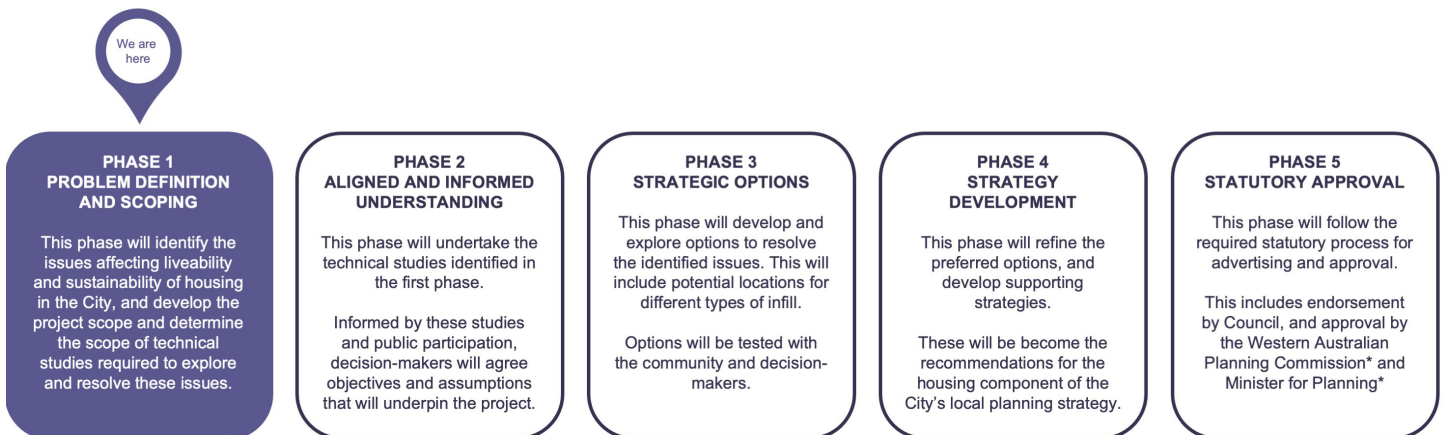 We are
here
PHASE 1
PROBLEM DEFINITION
AND SCOPING
This phase will identify the
issues affecting liveability
and sustainability of housing
in the City, and develop the
project scope and determine
the scope of technical
studies required to explore
and resolve these issues.
PHASE 2
ALIGNED AND INFORMED
UNDERSTANDING
This phase will undertake the
technical studies identified in
the first phase.
Informed by these studies
and public participation,
decision-makers will agree
objectives and assumptions
that will underpin the project.
PHASE 3
STRATEGIC OPTIONS
This phase will develop and
explore options to resolve
the identified issues. This will
include potential locations for
different types of infill.
Options will be tested with
the community and decision-
makers.
PHASE 4
STRATEGY
DEVELOPMENT
This phase will refine the
preferred options, and
develop supporting
strategies.
These will be become the
recommendations for the
housing component of the
City's local planning strategy.
PHASE 5
STATUTORY APPROVAL
This phase will follow the
required statutory process for
advertising and approval.
This includes endorsement
by Council, and approval by
the Western Australian
Planning Commission* and
Minister for Planning*